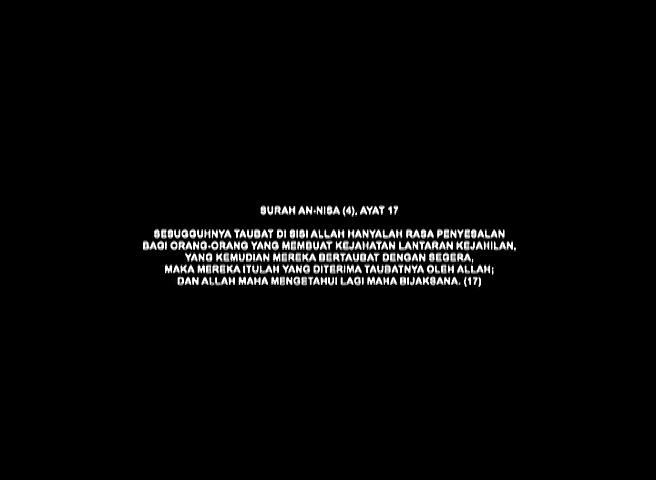 SURAH AN-NISA (4), AYAT 17
SESUGGUHNYA TAUBAT DI SISI ALLAH HANYALAH RASA PENYESALAN
BAGI ORANG-ORANG YANG MEMBUAT KEJAHATAN LANTARAN KEJAHILAN,
YANG KEMUDIAN MEREKA BERTAUBAT DENGAN SEGERA,
MAKA MEREKA ITULAH YANG DITERIMA TAUBATNYA OLEH ALLAH;
DAN ALLAH MAHA MENGETAHUI LAGI MAHA BIJAKSANA. (17)